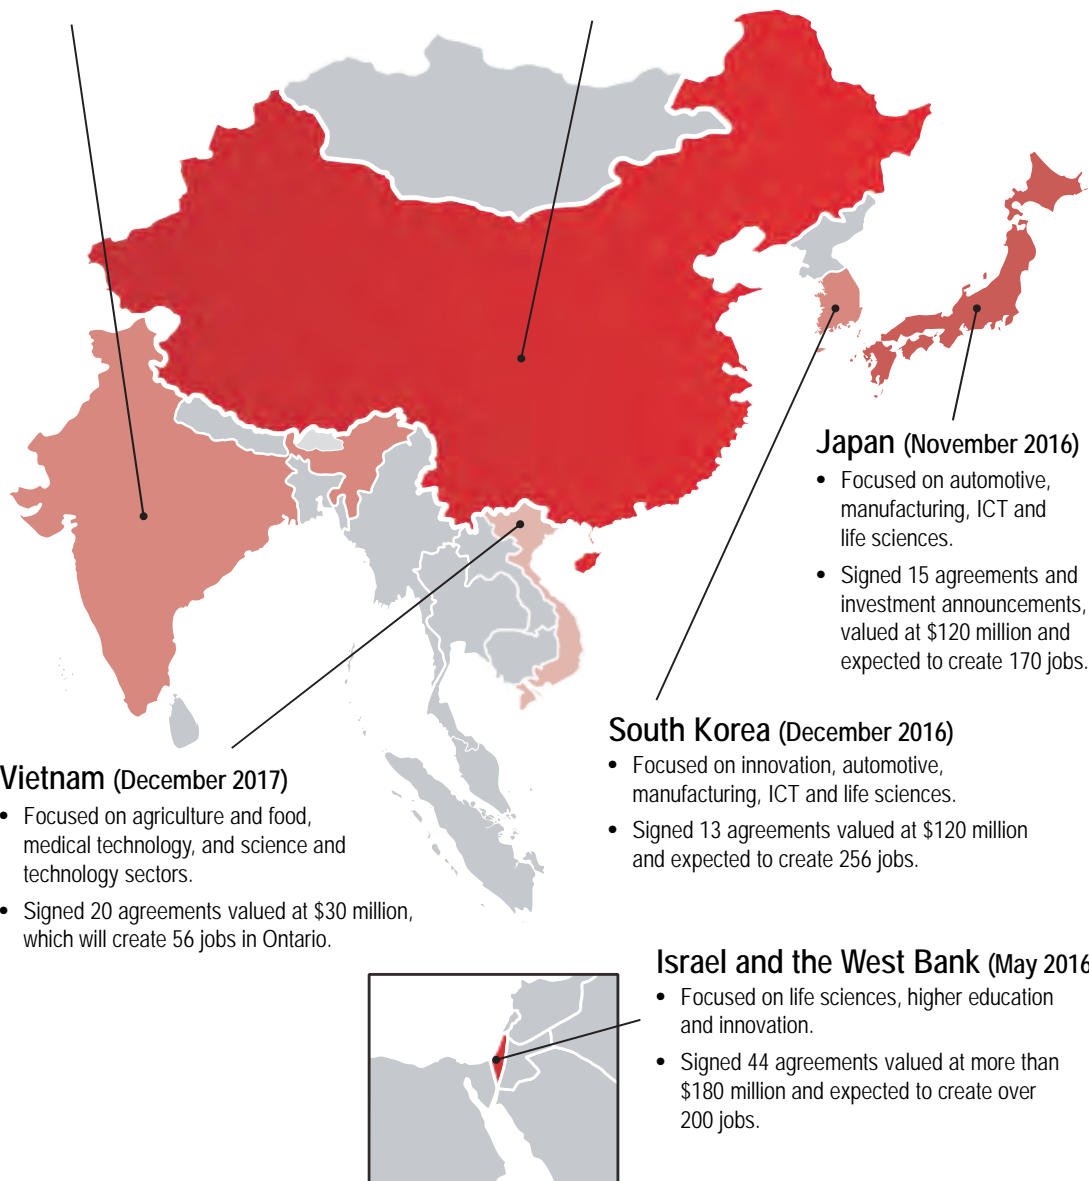 Japan (November 2016)
• Focused on automotive,
manufacturing, ICT and
life sciences.
• Signed 15 agreements and
investment announcements,
valued at $120 million and
expected to create 170 jobs.
South Korea (December 2016)
• Focused on innovation, automotive,
manufacturing, ICT and life sciences.
• Signed 13 agreements valued at $120 million
and expected to create 256 jobs.
Vietnam (December 2017)
• Focused on agriculture and food,
medical technology, and science and
technology sectors.
• Signed 20 agreements valued at $30 million,
which will create 56 jobs in Ontario.
Israel and the West Bank (May 2016
• Focused on life sciences, higher education
and innovation.
• Signed 44 agreements valued at more than
$180 million and expected to create over
200 jobs.